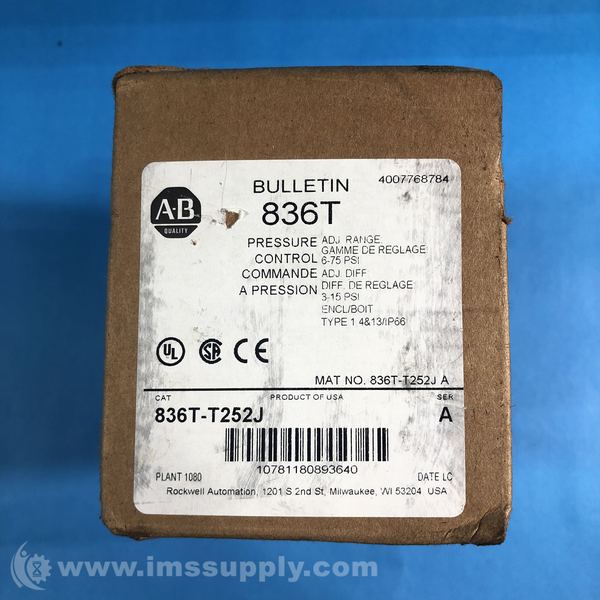 BULLETIN
4007768784
836T
A-B
QUALITY
PRESSURE
CONTROL
COMMANDE
A PRESSION
ADJ. RANGE
GAMME DE REGLAGE
6-75 PSI
ADJ. DIFF
DIFF. DE REGLAGE
3-15 PSI
ENCL/BOIT
TYPE 1 4&13/IP66
UL
SA
CE
MAT NO. 836T-T252J A
CAT
PRODUCT OF USA
SER
836T-T252J
A
10781180893640
PLANT 1080
DATE LC
Rockwell Automation, 1201 S 2nd St, Milwaukee, WI 53204 USA
© www.imssupply.com/